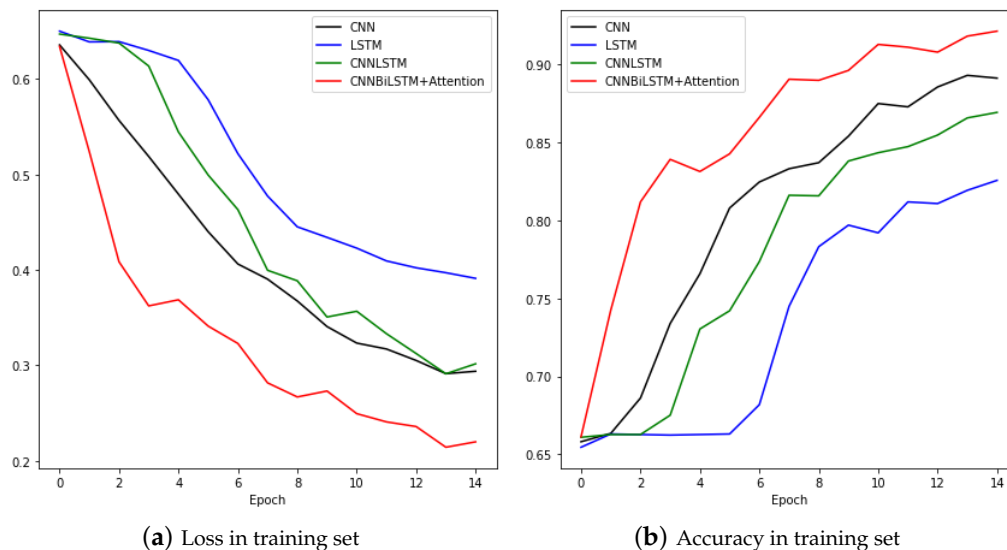 CNN
LSTM
CNNLSTM
CNNBiLSTM+Attention
0.6
0.5
0.4
0.3
0.2
0 2 4 6 8 10 12 14
Epoch
(a) Loss in training set
CNN
LSTM
CNNLSTM
CNNBiLSTM+Attention
0.90
0.85
0.80
0.75
0.70
0.65
0 2 4 6 8 10 12 14
Epoch
(b) Accuracy in training set